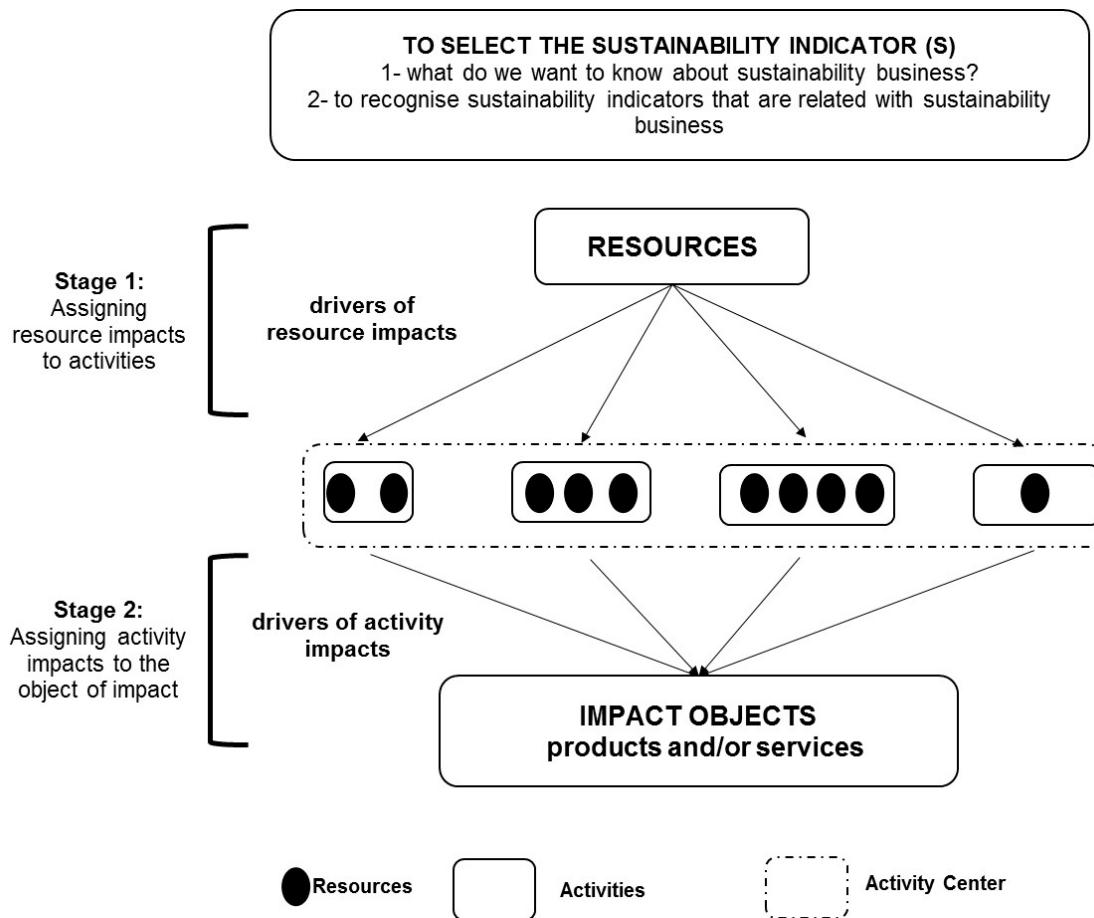 TO SELECT THE SUSTAINABILITY INDICATOR (S)
1- what do we want to know about sustainability business?
2- to recognise sustainability indicators that are related with sustainability
business
RESOURCES
Stage 1:
Assigning
resource impacts
to activities
drivers of
resource impacts
Stage 2:
Assigning activity
impacts to the
object of impact
drivers of activity
impacts
IMPACT OBJECTS
products and/or services
Resources
Activities
Activity Center